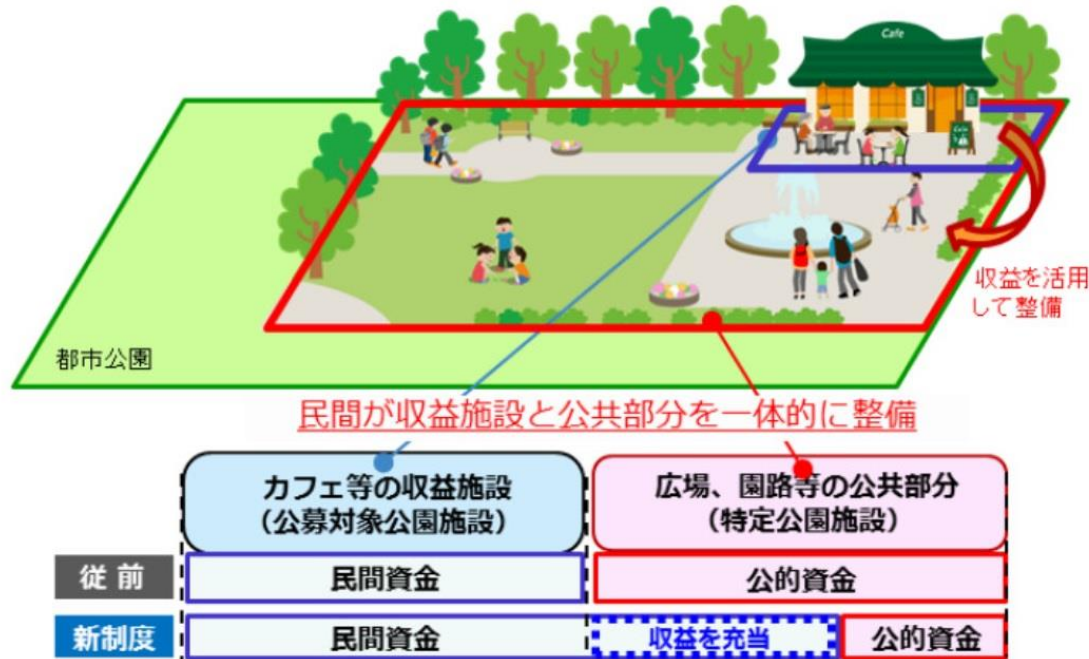 Cafe
Cafe
収益を活用
して整備
都市公園
民間が収益施設と公共部分を一体的に整備
カフェ等の収益施設
（公募対象公園施設）
広場、園路等の公共部分
（特定公園施設）
従前
民間資金
公的資金
新制度
民間資金
収益を充当
公的資金